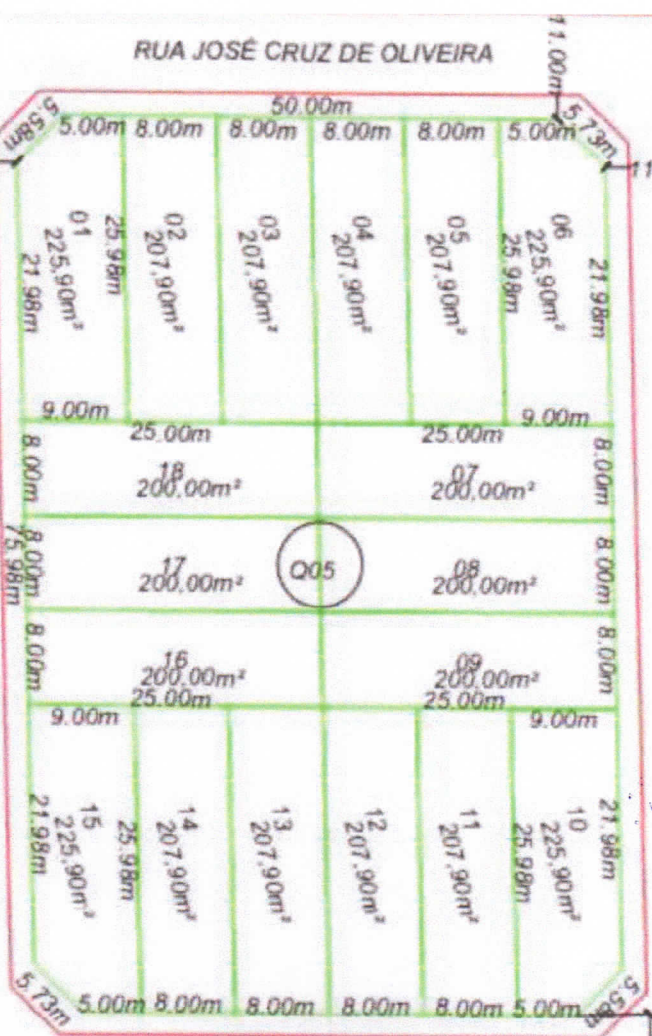 RUA JOSÉ CRUZ DE OLIVEIRA
11.00m
50.00m
5.58m
5.00m 8.00m 8.00m 8.00m 8.00m 5.00m
5.73m
11
21.98m
01
225,90m²
25.98m
02
207,90m²
03
207,90m²
04
207,90m²
05
207,90m²
25.98m
06
225,90m²
21.98m
9.00m
9.00m
25.00m
25.00m
8.00m
18
200,00m²
07
200,00m²
8.00m
75.98m
8.00m
17
200,00m²
Q05
08
200,00m²
8.00m
8.00m
16
200,00m²
09
200,00m²
8.00m
25.00m
25.00m
9.00m
9.00m
21.98m
15
225,90m²
25.98m
14
207,90m²
13
207,90m²
12
207,90m²
11
207,90m²
25.98m
10
225,90m²
21.98m
5.73m
5.00m 8.00m 8.00m 8.00m 8.00m 5.00m
5.58m